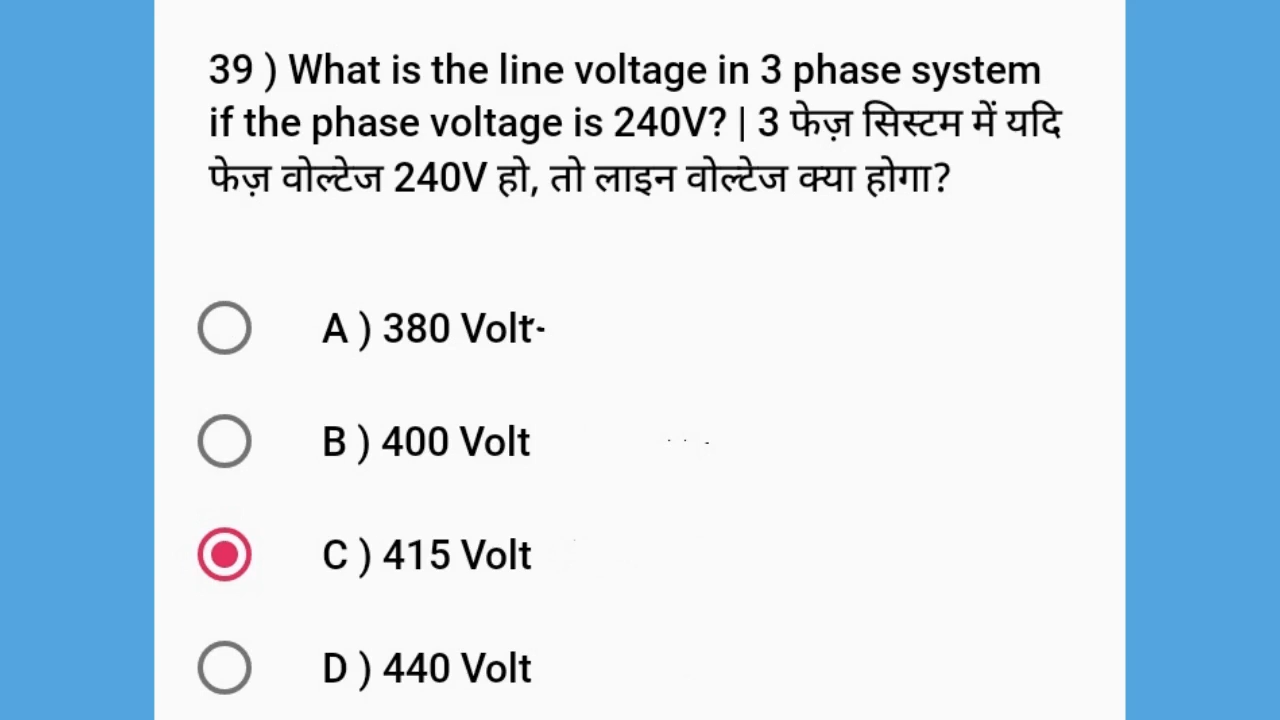 39 ) What is the line voltage in 3 phase system
if the phase voltage is 240V? | 3 फेज़ सिस्टम में यदि
फेज़ वोल्टेज 240V हो, तो लाइन वोल्टेज क्या होगा?
A ) 380 Volt
B ) 400 Volt
C ) 415 Volt
D ) 440 Volt